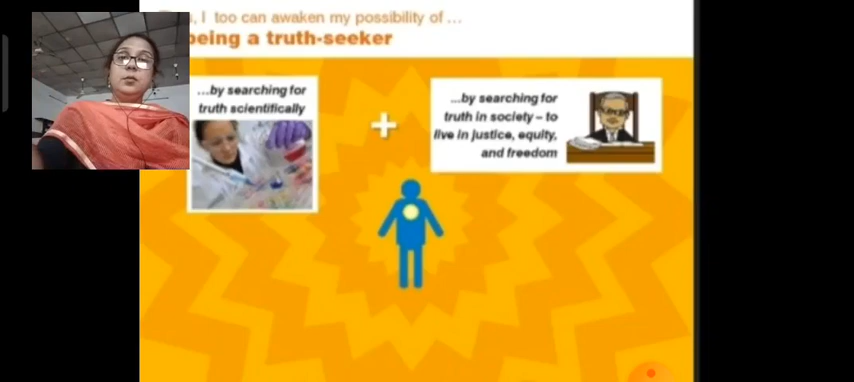 I too can awaken my possibility of ...
being a truth-seeker
...by searching for
truth scientifically
+
...by searching for
truth in society – to
live in justice, equity,
and freedom